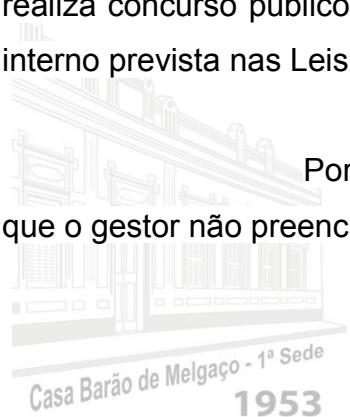 realiza concurso público
interno prevista nas Leis
Por
que o gestor não preenc
Casa Barão de Melgaço - 1ª Sede
1953